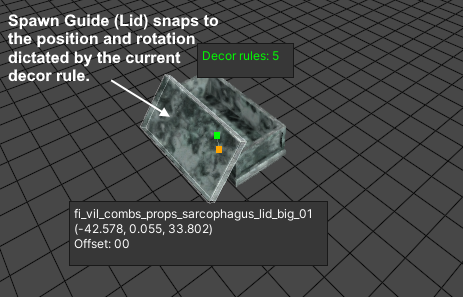 Spawn Guide (Lid) snaps to
the position and rotation
dictated by the current
decor rule.
Decor rules: 5
fi_vil_combs_props_sarcophagus_lid_big_01
(-42.578, 0.055, 33.802)
Offset: 00